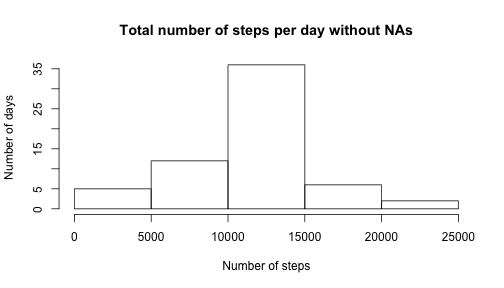 Total number of steps per day without NAs
Number of days
35
25
15
5
0
0 5000 10000 15000 20000 25000
Number of steps